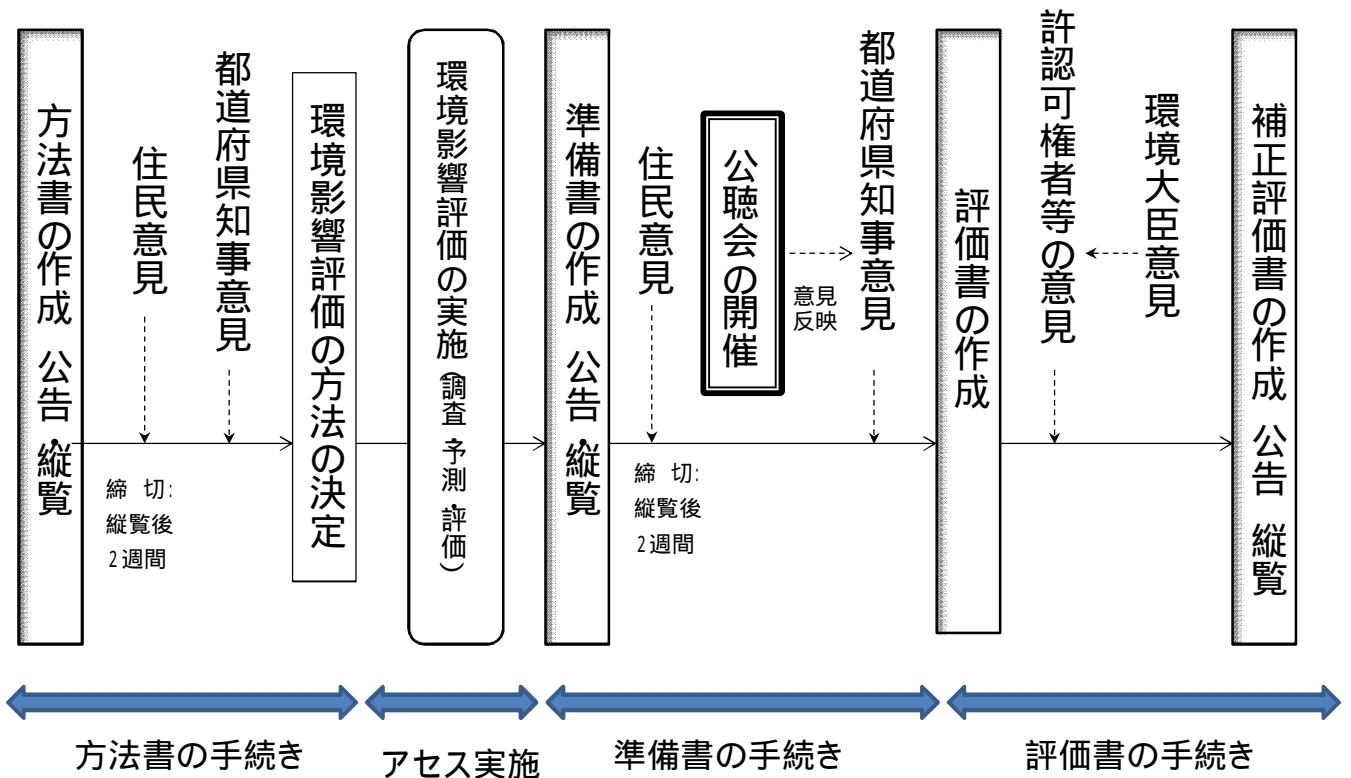 方法書の作成 公告・縦覧
住民意見
締 切:
縦覧後
2週間
都道府県知事意見
環境影響評価の方法の決定
環境影響評価の実施(調査・予測・評価)
準備書の作成 公告・縦覧
住民意見
締 切:
縦覧後
2週間
公聴会の開催
意見
反映
都道府県知事意見
評価書の作成
許認可権者等の意見
環境大臣意見
補正評価書の作成 公告 縦覧
方法書の手続き
アセス実施
準備書の手続き
評価書の手続き